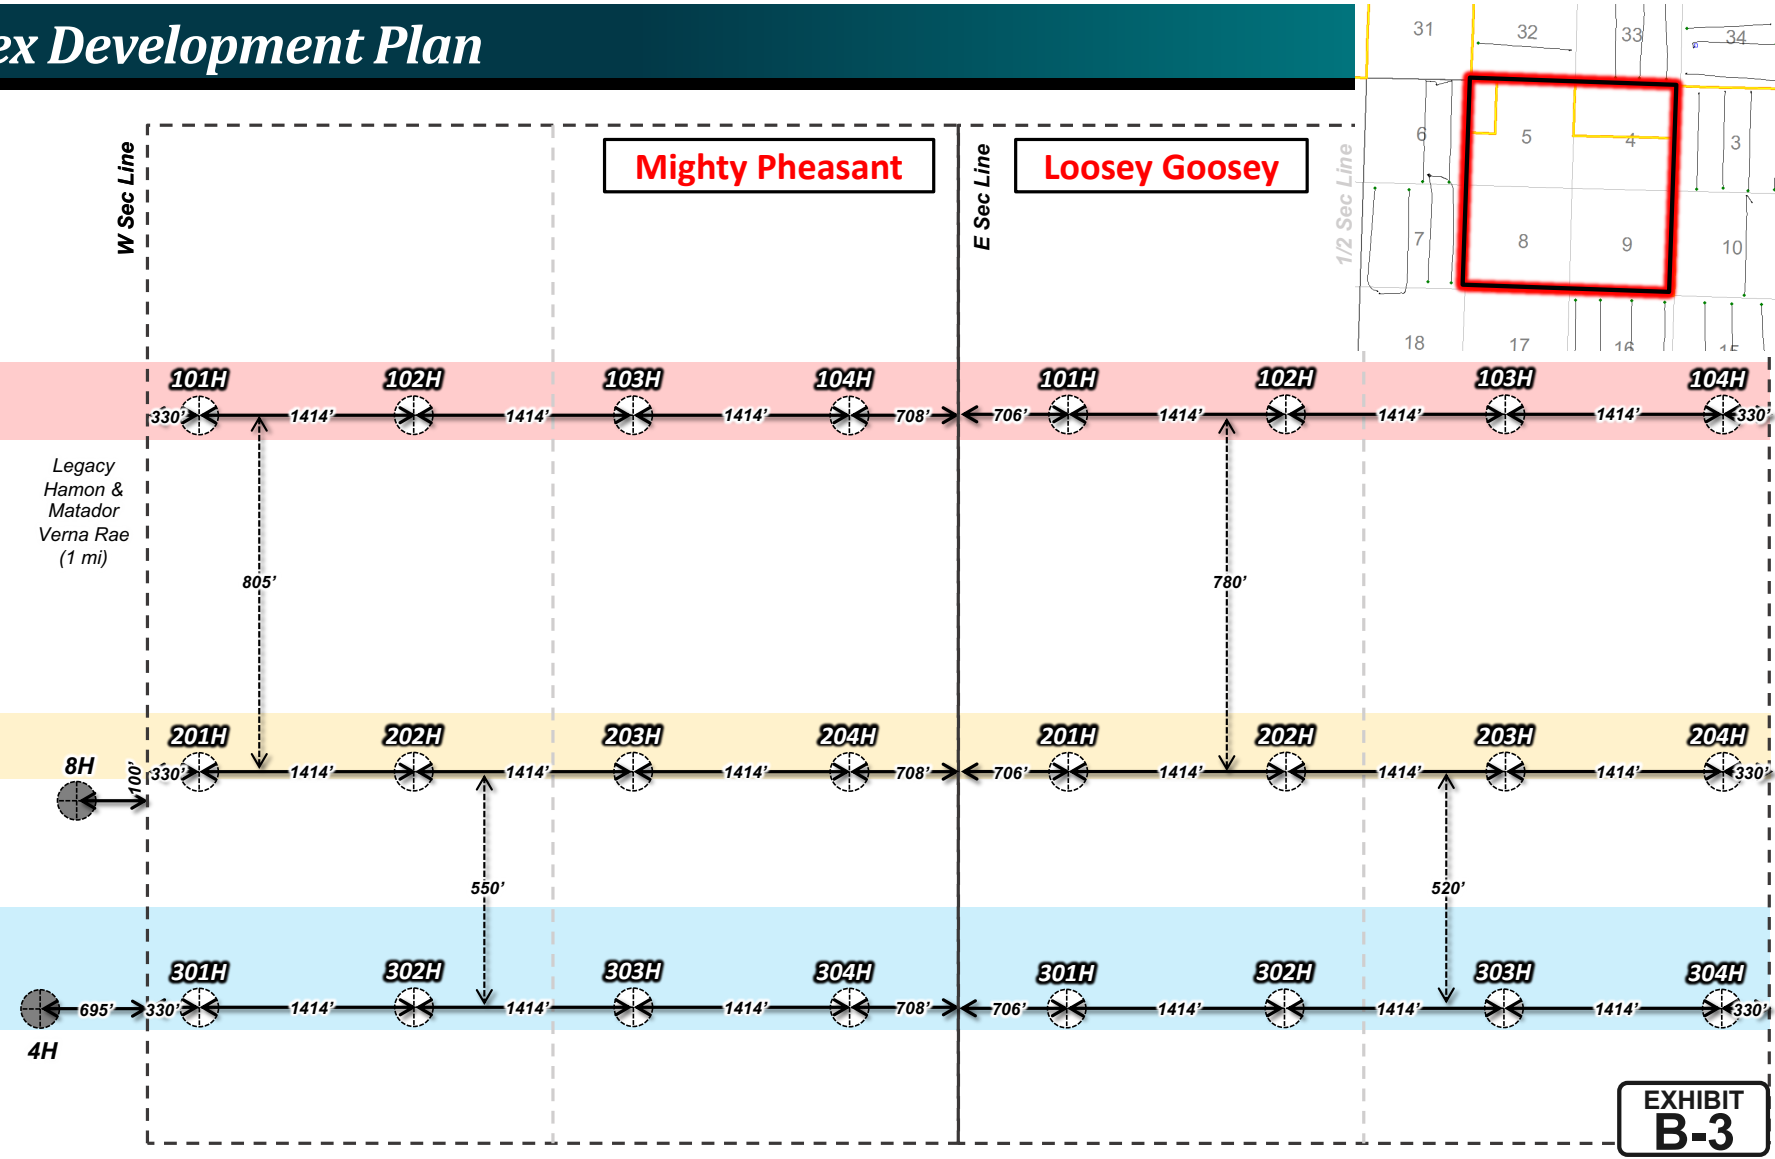 ex Development Plan
31
32
33
34
6
5
4
3
7
8
9
10
18
17
16
15
W Sec Line
Mighty Pheasant
E Sec Line
Loosey Goosey
1/2 Sec Line
101H 102H 103H 104H 101H 102H 103H 104H
330' 1414' 1414' 1414' 708' 706' 1414' 1414' 1414' 330'
Legacy
Hamon &
Matador
Verna Rae
(1 mi)
805' 780'
201H 202H 203H 204H 201H 202H 203H 204H
8H
100'
330' 1414' 1414' 1414' 708' 706' 1414' 1414' 1414' 330'
550' 520'
301H 302H 303H 304H 301H 302H 303H 304H
695' 330' 1414' 1414' 1414' 708' 706' 1414' 1414' 1414' 330'
4H
EXHIBIT
B-3